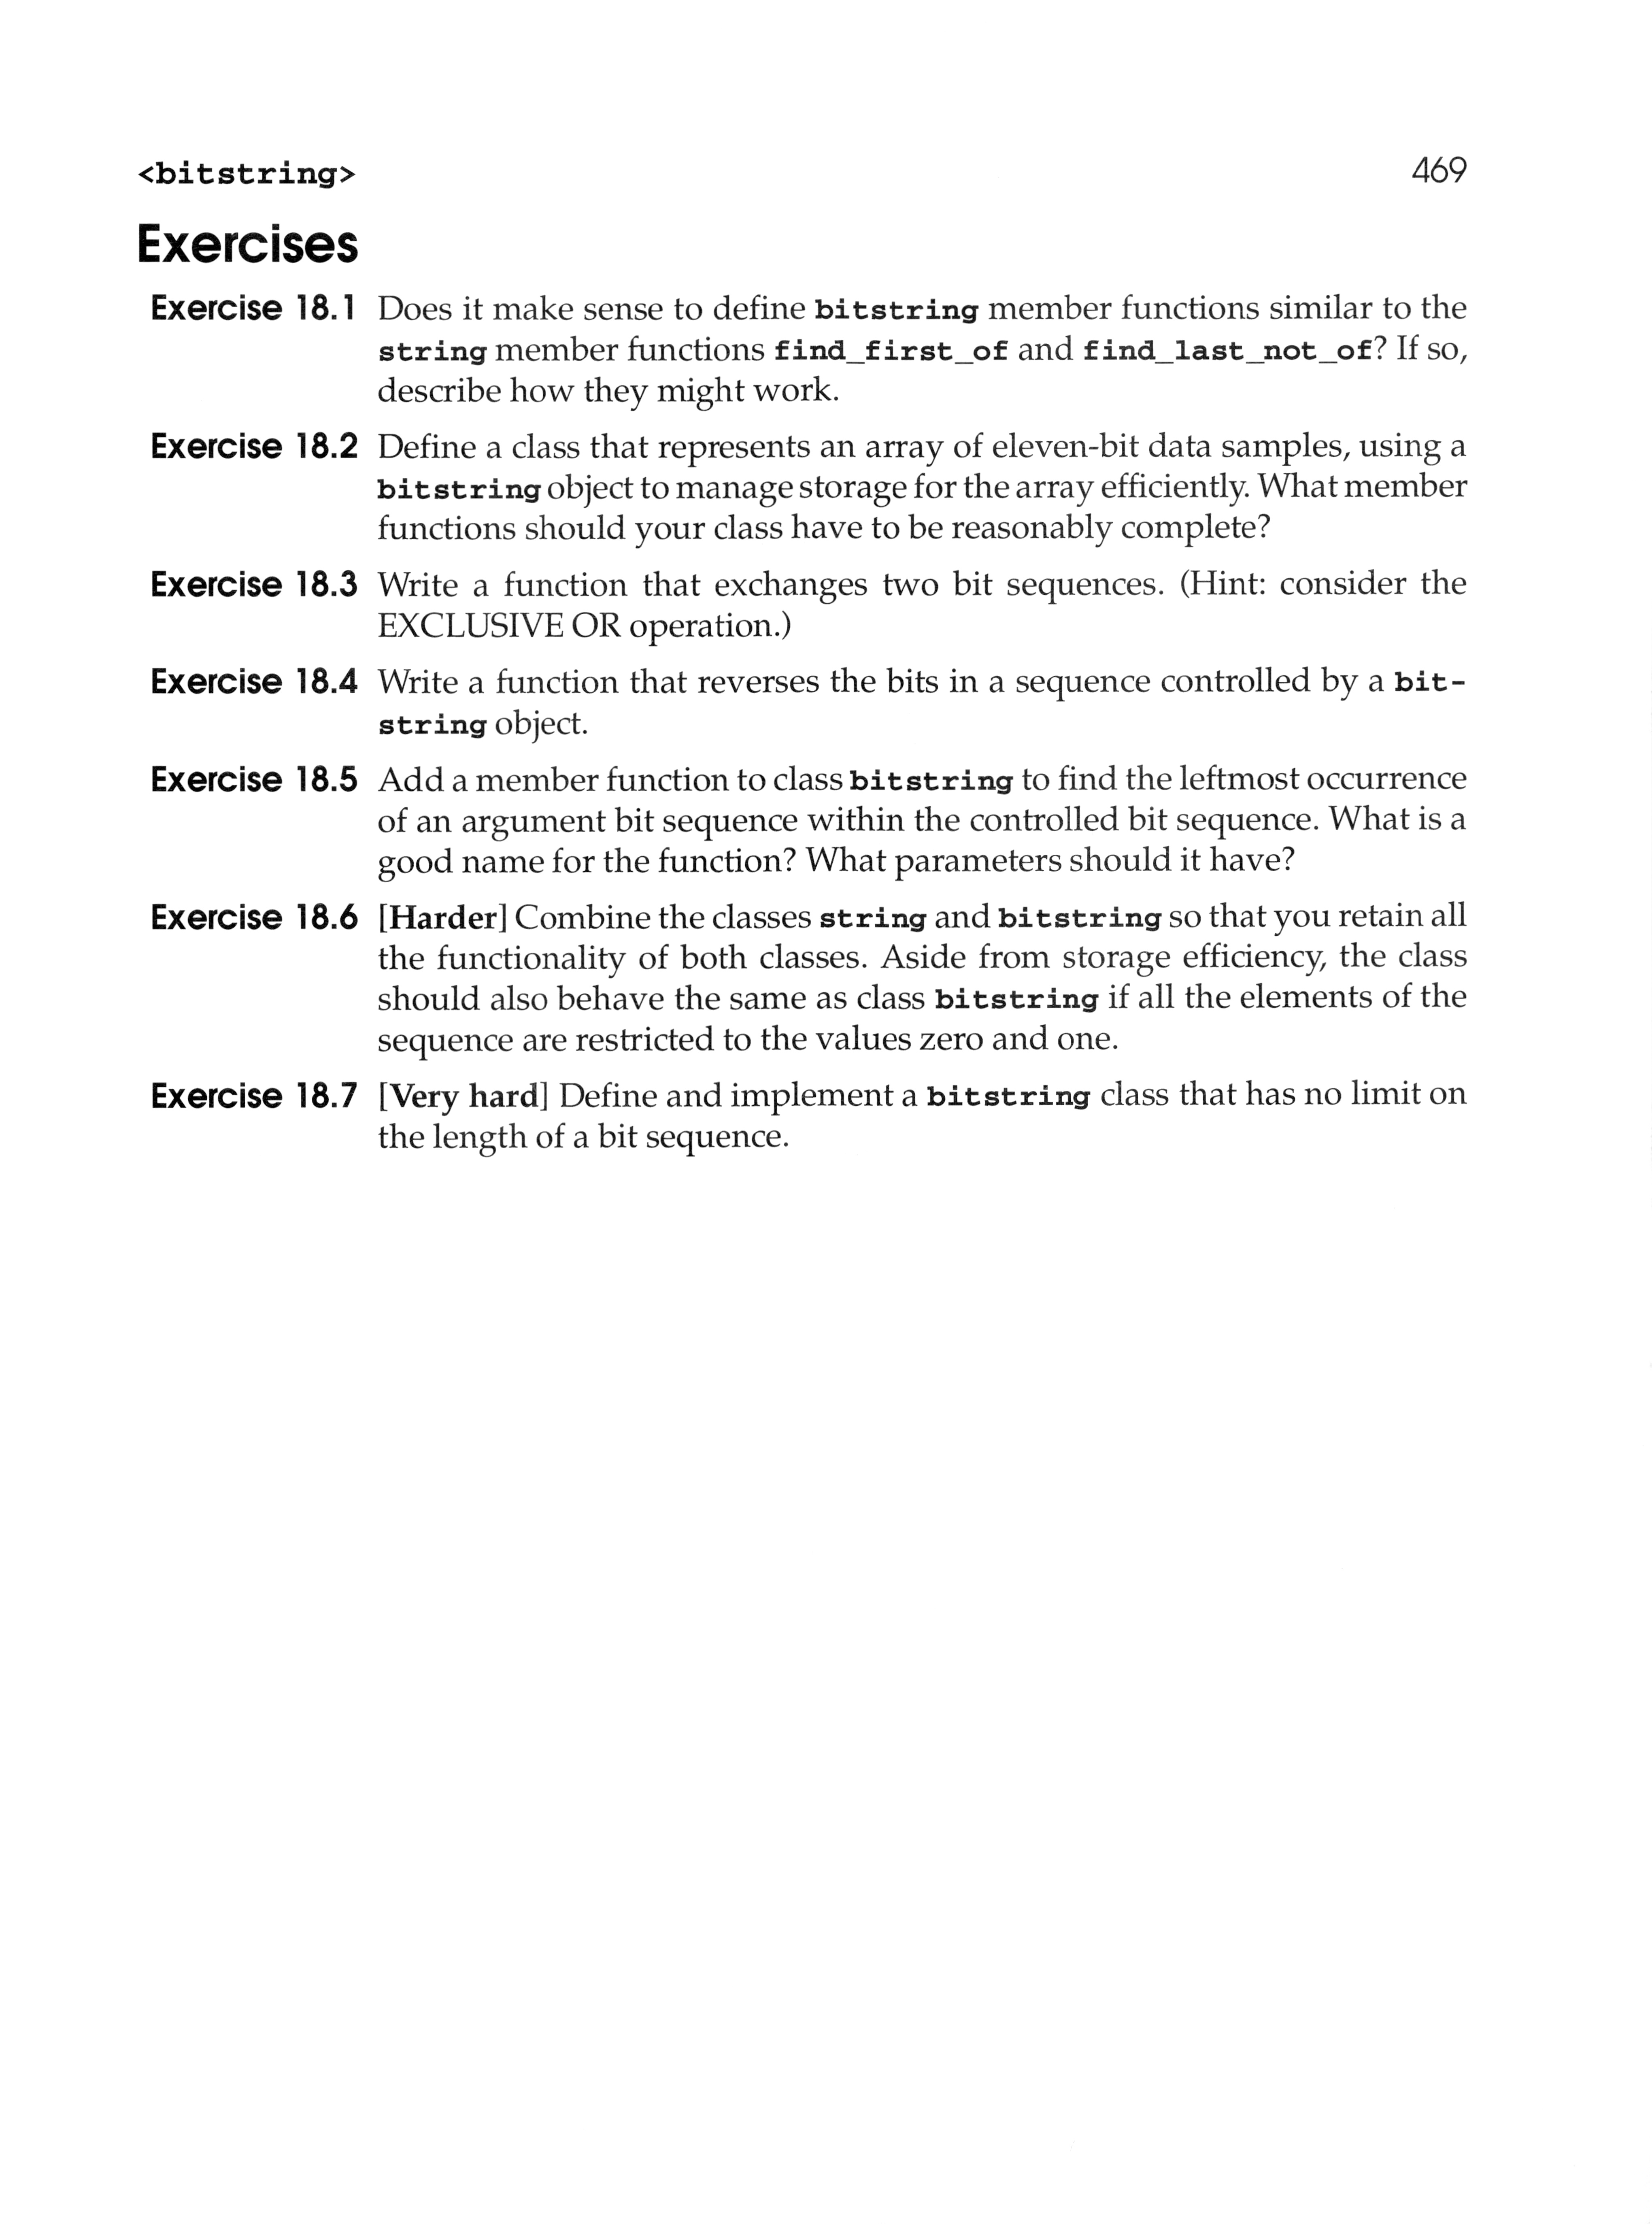 <bitstring> 469
Exercises
Exercise 18.1 Does it make sense to define bitstring member functions similar to the
string member functions find_first_of and find_last_not_of? If so,
describe how they might work.
Exercise 18.2 Define a class that represents an array of eleven-bit data samples, using a
bitstring object to manage storage for the array efficiently. What member
functions should your class have to be reasonably complete?
Exercise 18.3 Write a function that exchanges two bit sequences. (Hint: consider the
EXCLUSIVE OR operation.)
Exercise 18.4 Write a function that reverses the bits in a sequence controlled by a bit-
string object.
Exercise 18.5 Add a member function to class bitstring to find the leftmost occurrence
of an argument bit sequence within the controlled bit sequence. What is a
good name for the function? What parameters should it have?
Exercise 18.6 [Harder] Combine the classes string and bitstring so that you retain all
the functionality of both classes. Aside from storage efficiency, the class
should also behave the same as class bitstring if all the elements of the
sequence are restricted to the values zero and one.
Exercise 18.7 [Very hard] Define and implement a bitstring class that has no limit on
the length of a bit sequence.